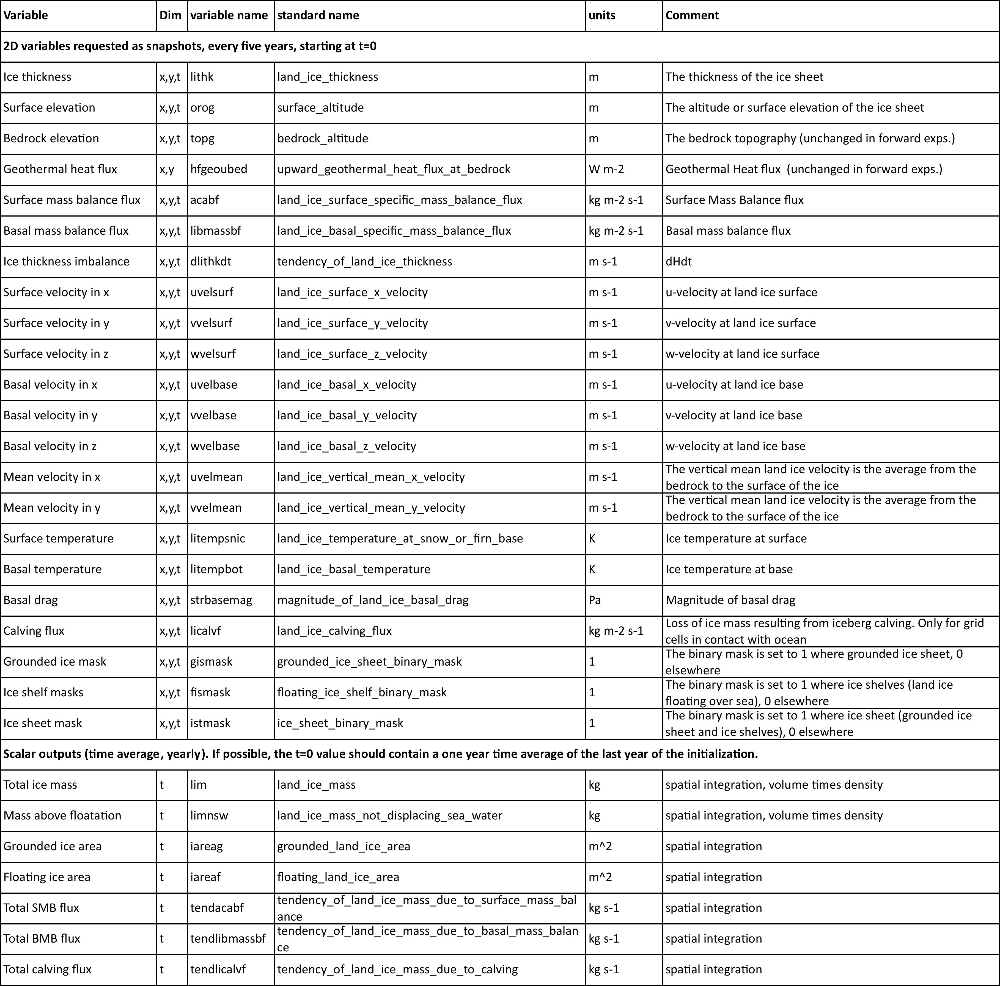 Variable Dim variable name standard name units Comment
2D variables requested as snapshots, every five years, starting at t=0
Ice thickness x,y,t lithk land_ice_thickness m The thickness of the ice sheet
Surface elevation x,y,t orog surface_altitude m The altitude or surface elevation of the ice sheet
Bedrock elevation x,y,t topg bedrock_altitude m The bedrock topography (unchanged in forward exps.)
Geothermal heat flux x,y hfgeoubed upward_geothermal_heat_flux_at_bedrock W m-2 Geothermal Heat flux (unchanged in forward exps.)
Surface mass balance flux x,y,t acabf land_ice_surface_specific_mass_balance_flux kg m-2 s-1 Surface Mass Balance flux
Basal mass balance flux x,y,t libmassbf land_ice_basal_specific_mass_balance_flux kg m-2 s-1 Basal mass balance flux
Ice thickness imbalance x,y,t dlithkdt tendency_of_land_ice_thickness m s-1 dHdt
Surface velocity in x x,y,t uvelsurf land_ice_surface_x_velocity m s-1 u-velocity at land ice surface
Surface velocity in y x,y,t vvelsurf land_ice_surface_y_velocity m s-1 v-velocity at land ice surface
Surface velocity in z x,y,t wvelsurf land_ice_surface_z_velocity m s-1 w-velocity at land ice surface
Basal velocity in x x,y,t uvelbase land_ice_basal_x_velocity m s-1 u-velocity at land ice base
Basal velocity in y x,y,t vvelbase land_ice_basal_y_velocity m s-1 v-velocity at land ice base
Basal velocity in z x,y,t wvelbase land_ice_basal_z_velocity m s-1 w-velocity at land ice base
Mean velocity in x x,y,t uvelmean land_ice_vertical_mean_x_velocity m s-1 The vertical mean land ice velocity is the average from the
bedrock to the surface of the ice
Mean velocity in y x,y,t vvelmean land_ice_vertical_mean_y_velocity m s-1 The vertical mean land ice velocity is the average from the
bedrock to the surface of the ice
Surface temperature x,y,t litempsnic land_ice_temperature_at_snow_or_firn_base K Ice temperature at surface
Basal temperature x,y,t litempbot land_ice_basal_temperature K Ice temperature at base
Basal drag x,y,t strbasemag magnitude_of_land_ice_basal_drag Pa Magnitude of basal drag
Calving flux x,y,t licalvf land_ice_calving_flux kg m-2 s-1 Loss of ice mass resulting from iceberg calving. Only for grid
cells in contact with ocean
Grounded ice mask x,y,t gismask grounded_ice_sheet_binary_mask 1 The binary mask is set to 1 where grounded ice sheet, 0
elsewhere
Ice shelf masks x,y,t fismask floating_ice_shelf_binary_mask 1 The binary mask is set to 1 where ice shelves (land ice
floating over sea), 0 elsewhere
Ice sheet mask x,y,t istmask ice_sheet_binary_mask 1 The binary mask is set to 1 where ice sheet (grounded ice
sheet and ice shelves), 0 elsewhere
Scalar outputs (time average, yearly). If possible, the t=0 value should contain a one year time average of the last year of the initialization.
Total ice mass t lim land_ice_mass kg spatial integration, volume times density
Mass above floatation t limnsw land_ice_mass_not_displacing_sea_water kg spatial integration, volume times density
Grounded ice area t iareag grounded_land_ice_area m^2 spatial integration
Floating ice area t iareaf floating_land_ice_area m^2 spatial integration
Total SMB flux t tendacabf tendency_of_land_ice_mass_due_to_surface_mass_bal
ance kg s-1 spatial integration
Total BMB flux t tendlibmassbf tendency_of_land_ice_mass_due_to_basal_mass_balan
ce kg s-1 spatial integration
Total calving flux t tendlicalvf tendency_of_land_ice_mass_due_to_calving kg s-1 spatial integration